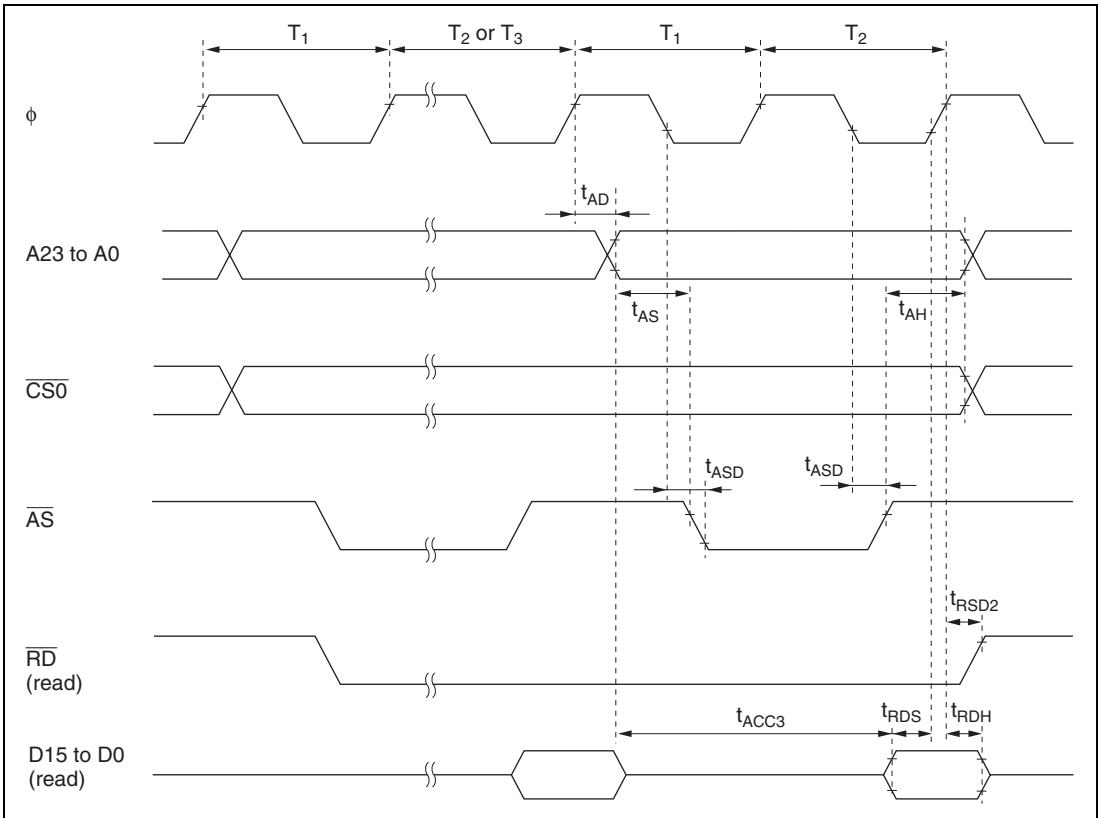 T1 T2 or T3 T1 T2
ϕ
tAD
A23 to A0
tAS tAH
CS0
tASD tASD
AS
tRSD2
RD
(read)
tACC3 tRDS tRDH
D15 to D0
(read)